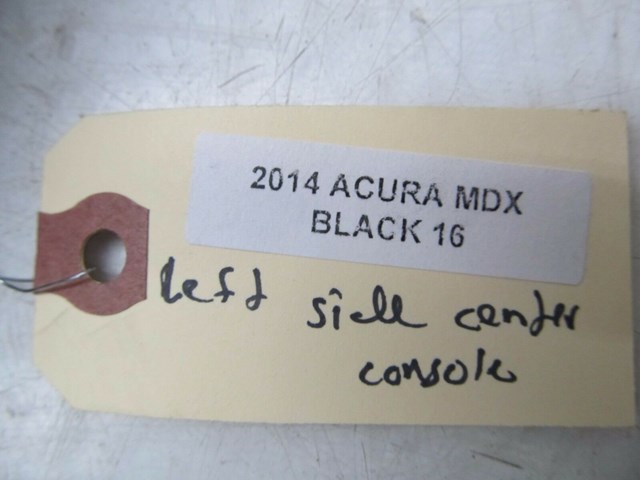 2014 ACURA MDX
BLACK 16
left side center
console